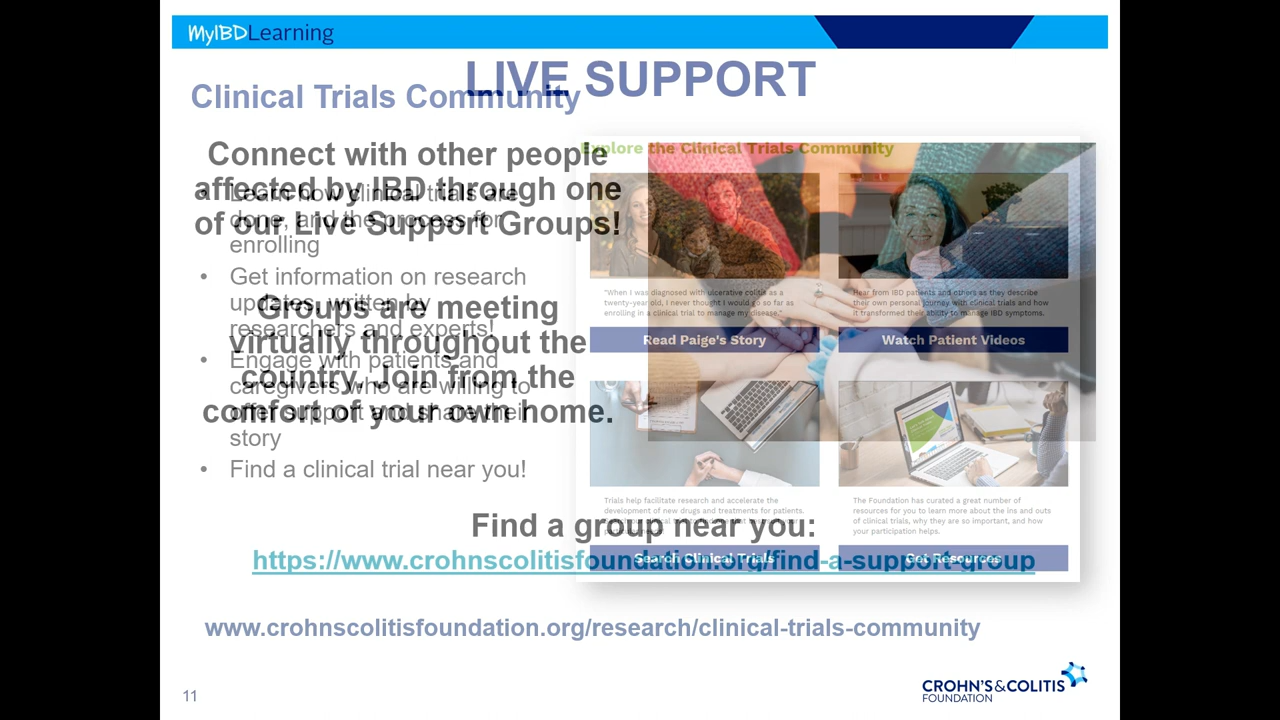 MyIBDLearning
LIVE SUPPORT
Clinical Trials Community
Connect with other people
affected by IBD through one
of our Live Support Groups!
Groups are meeting
virtually throughout the
country. Join from the
comfort of your own home.
• Learn how clinical trials are
done, and the process for
enrolling
• Get information on research
updates, written by
researchers and experts!
• Engage with patients and
caregivers who are willing to
offer support and share their
story
• Find a clinical trial near you!
Explore the Clinical Trials Community
"When I was diagnosed with ulcerative colitis as a
twenty-year old, I never thought I would go so far as
enrolling in a clinical trial to manage my disease."
Read Paige's Story
Hear from IBD patients and others as they describe
their own personal journey with clinical trials and how
it transformed their ability to manage IBD symptoms.
Watch Patient Videos
Trials help facilitate research and accelerate the
development of new drugs and treatments for patients.
Search Clinical Trials
The Foundation has curated a great number of
resources for you to learn more about the ins and outs
of clinical trials, why they are so important, and how
your participation helps.
Get Resources
Find a group near you:
https://www.crohnscolitisfoundation.org/find-a-support-group
www.crohnscolitisfoundation.org/research/clinical-trials-community
11
CROHN'S & COLITIS
FOUNDATION